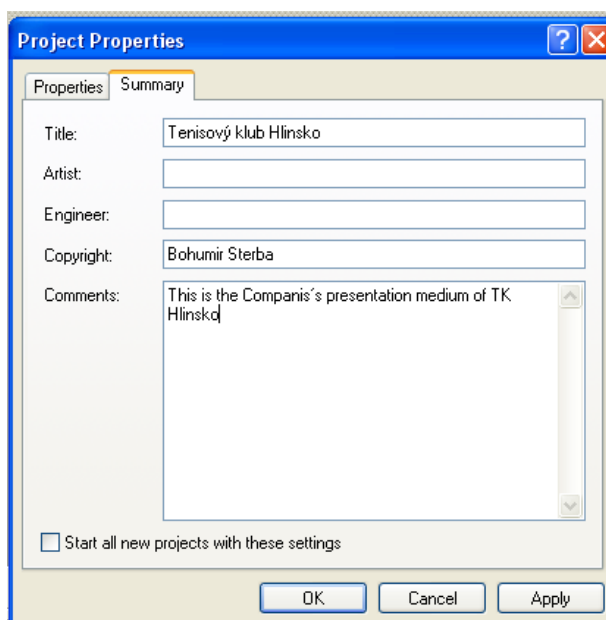 Project Properties
Properties Summary
Title: Tenisový klub Hlinsko
Artist:
Engineer:
Copyright: Bohumir Sterba
Comments: This is the Companis´s presentation medium of TK
Hlinsko
Start all new projects with these settings
OK Cancel Apply